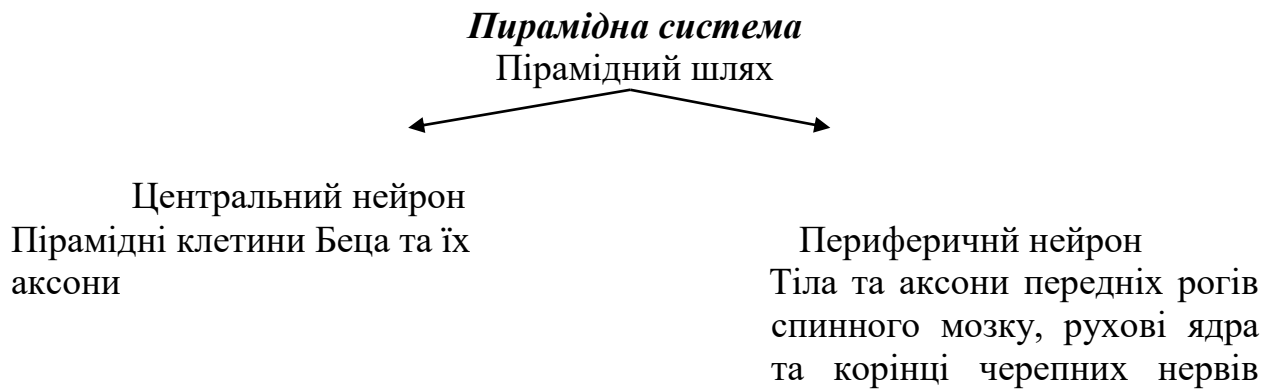 Пирамідна система
Пірамідний шлях
Центральний нейрон
Пірамідні клетини Беца та їх
аксони
Периферичнй нейрон
Тіла та аксони передніх рогів
спинного мозку, рухові ядра
та корінці черепних нервів